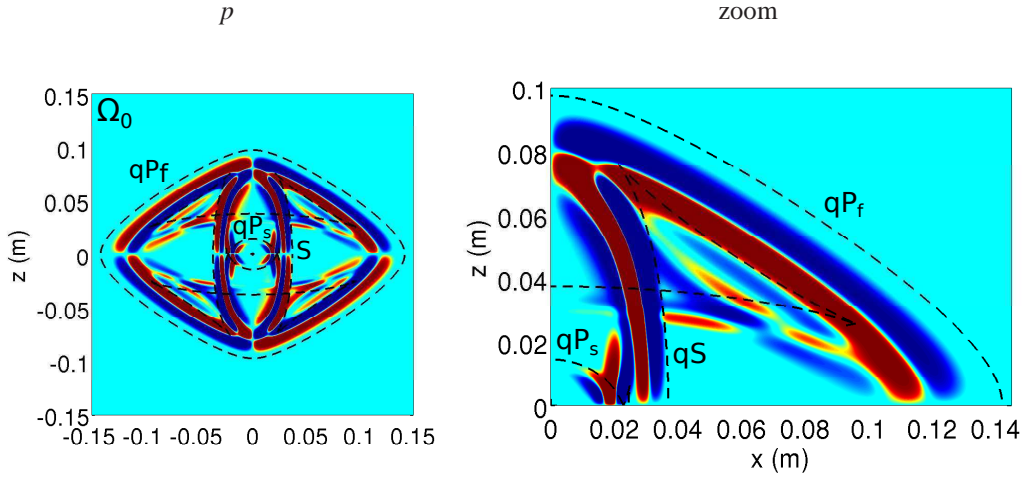 p zoom
Ω₀
qPf
qPs
S
z (m)
0.15
0.1
0.05
0
-0.05
-0.1
-0.15
-0.15 -0.1 -0.05 0 0.05 0.1 0.15
qPf
qPs
qS
z (m)
0.1
0.08
0.06
0.04
0.02
0
0 0.02 0.04 0.06 0.08 0.1 0.12 0.14
x (m)